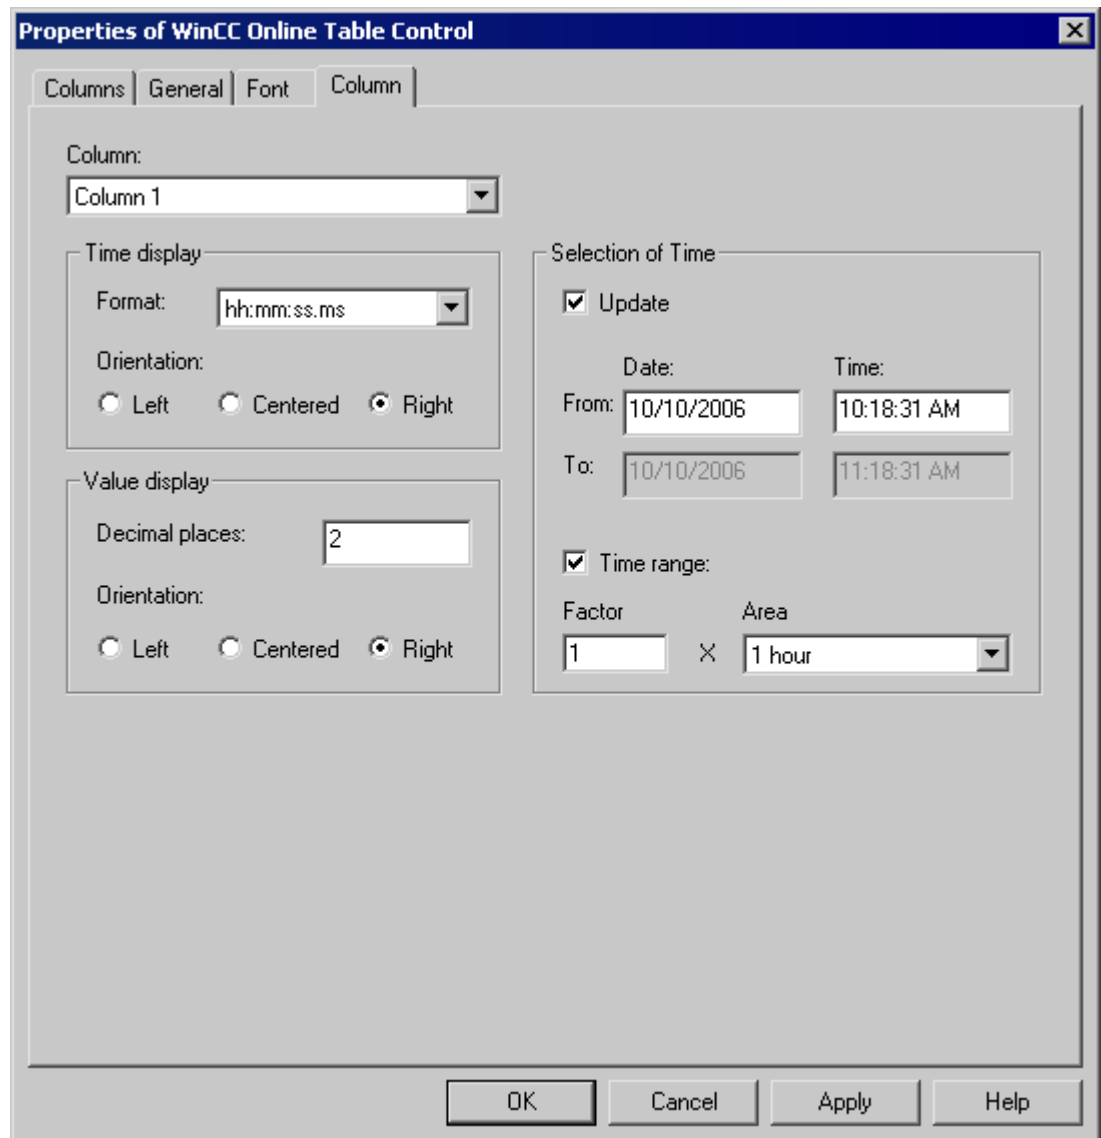 Properties of WinCC Online Table Control
Columns General Font Column
Column:
Column 1
Time display
Format: hh:mm:ss.ms
Orientation:
Left Centered Right
Value display
Decimal places: 2
Orientation:
Left Centered Right
Selection of Time
Update
Date: Time:
From: 10/10/2006 10:18:31 AM
To: 10/10/2006 11:18:31 AM
Time range:
Factor Area
1 X 1 hour
OK Cancel Apply Help